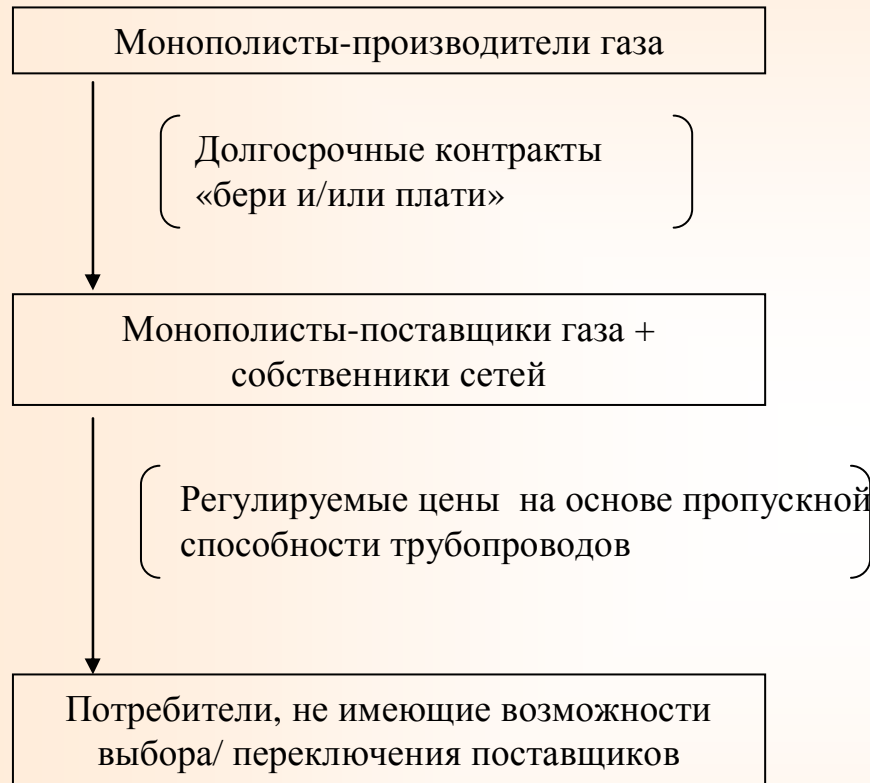 Монополисты-производители газа
Долгосрочные контракты
«бери и/или плати»
Монополисты-поставщики газа +
собственники сетей
Регулируемые цены на основе пропускной
способности трубопроводов
Потребители, не имеющие возможности
выбора/ переключения поставщиков